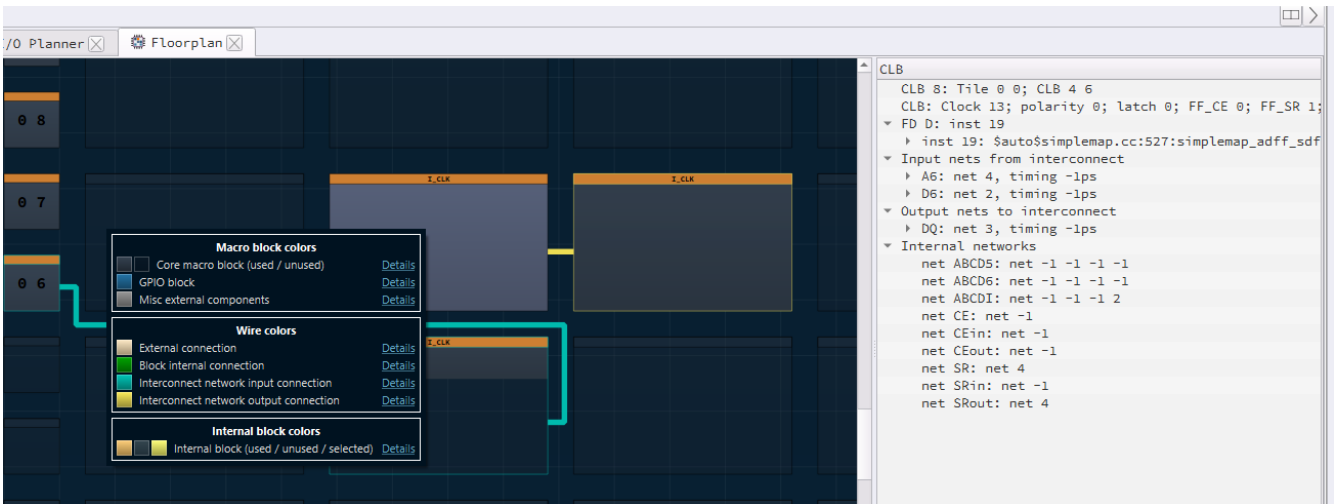 I/O Planner
Floorplan
0 8
0 7
0 6
I_CLK
I_CLK
I_CLK
Macro block colors
Core macro block (used / unused) Details
GPIO block Details
Misc external components Details
Wire colors
External connection Details
Block internal connection Details
Interconnect network input connection Details
Interconnect network output connection Details
Internal block colors
Internal block (used / unused / selected) Details
CLB
CLB 8: Tile 0 0; CLB 4 6
CLB: Clock 13; polarity 0; latch 0; FF_CE 0; FF_SR 1;
FD D: inst 19
inst 19: $auto$simplemap.cc:527:simplemap_adff_sdf
Input nets from interconnect
A6: net 4, timing -1ps
D6: net 2, timing -1ps
Output nets to interconnect
DQ: net 3, timing -1ps
Internal networks
net ABCD5: net -1 -1 -1 -1
net ABCD6: net -1 -1 -1 -1
net ABCDI: net -1 -1 -1 2
net CE: net -1
net CEin: net -1
net CEout: net -1
net SR: net 4
net SRin: net -1
net SRout: net 4